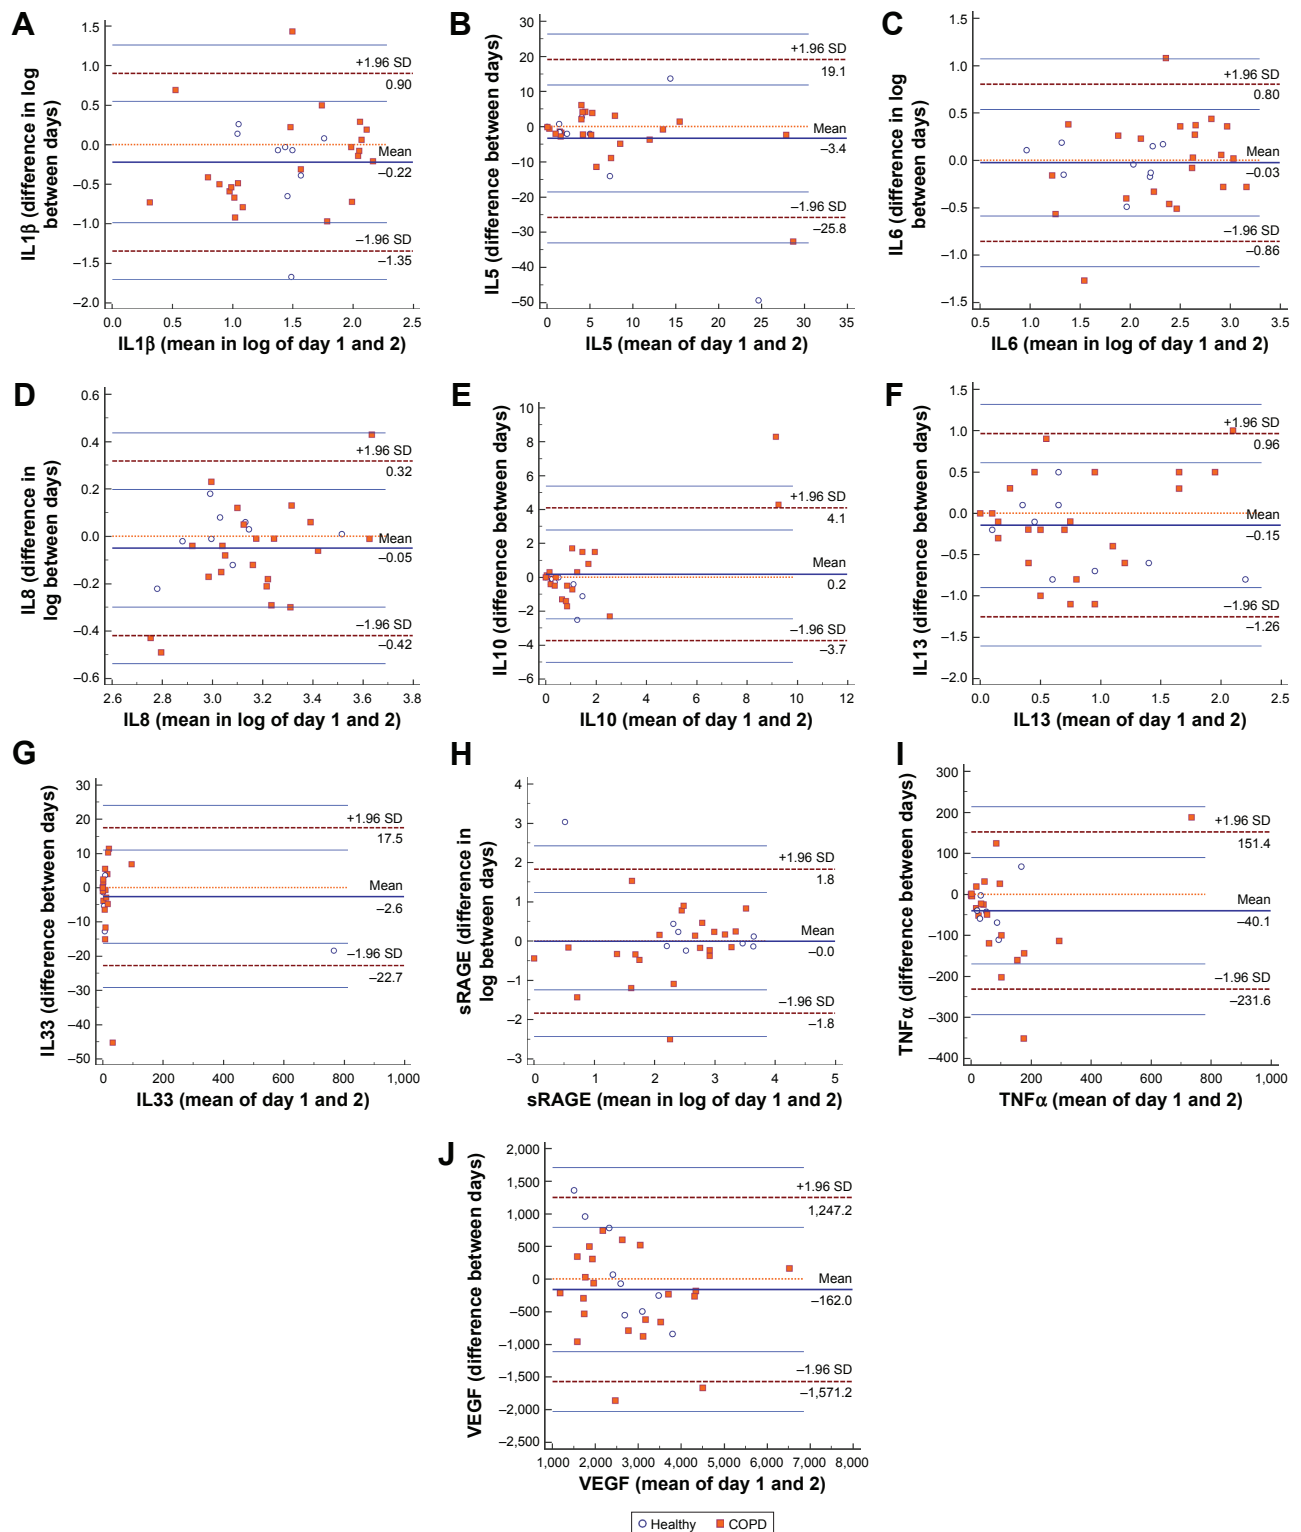 A
IL1β (difference in log
between days)
1.5
1.0
0.5
0.0
–0.5
–1.0
–1.5
–2.0
+1.96 SD
0.90
Mean
–0.22
–1.96 SD
–1.35
0.0 0.5 1.0 1.5 2.0 2.5
IL1β (mean in log of day 1 and 2)
B
IL5 (difference between days)
30
20
10
0
–10
–20
–30
–40
–50
+1.96 SD
19.1
Mean
–3.4
–1.96 SD
–25.8
0 5 10 15 20 25 30 35
IL5 (mean of day 1 and 2)
C
IL6 (difference in log
between days)
1.5
1.0
0.5
0.0
–0.5
–1.0
–1.5
+1.96 SD
0.80
Mean
–0.03
–1.96 SD
–0.86
0.5 1.0 1.5 2.0 2.5 3.0 3.5
IL6 (mean in log of day 1 and 2)
D
IL8 (difference in
log between days)
0.6
0.4
0.2
0.0
–0.2
–0.4
–0.6
+1.96 SD
0.32
Mean
–0.05
–1.96 SD
–0.42
2.6 2.8 3.0 3.2 3.4 3.6 3.8
IL8 (mean in log of day 1 and 2)
E
IL10 (difference between days)
10
8
6
4
2
0
–2
–4
–6
+1.96 SD
4.1
Mean
0.2
–1.96 SD
–3.7
0 2 4 6 8 10 12
IL10 (mean of day 1 and 2)
F
IL13 (difference between days)
1.5
1.0
0.5
0.0
–0.5
–1.0
–1.5
–2.0
+1.96 SD
0.96
Mean
–0.15
–1.96 SD
–1.26
0.0 0.5 1.0 1.5 2.0 2.5
IL13 (mean of day 1 and 2)
G
IL33 (difference between days)
30
20
10
0
–10
–20
–30
–40
–50
+1.96 SD
17.5
Mean
–2.6
–1.96 SD
–22.7
0 200 400 600 800 1,000
IL33 (mean of day 1 and 2)
H
sRAGE (difference in
log between days)
4
3
2
1
0
–1
–2
–3
+1.96 SD
1.8
Mean
–0.0
–1.96 SD
–1.8
0 1 2 3 4 5
sRAGE (mean in log of day 1 and 2)
I
TNFα (difference between days)
300
200
100
0
–100
–200
–300
–400
+1.96 SD
151.4
Mean
–40.1
–1.96 SD
–231.6
0 200 400 600 800 1,000
TNFα (mean of day 1 and 2)
J
VEGF (difference between days)
2,000
1,500
1,000
500
0
–500
–1,000
–1,500
–2,000
–2,500
+1.96 SD
1,247.2
Mean
–162.0
–1.96 SD
–1,571.2
1,000 2,000 3,000 4,000 5,000 6,000 7,000 8,000
VEGF (mean of day 1 and 2)
Healthy COPD